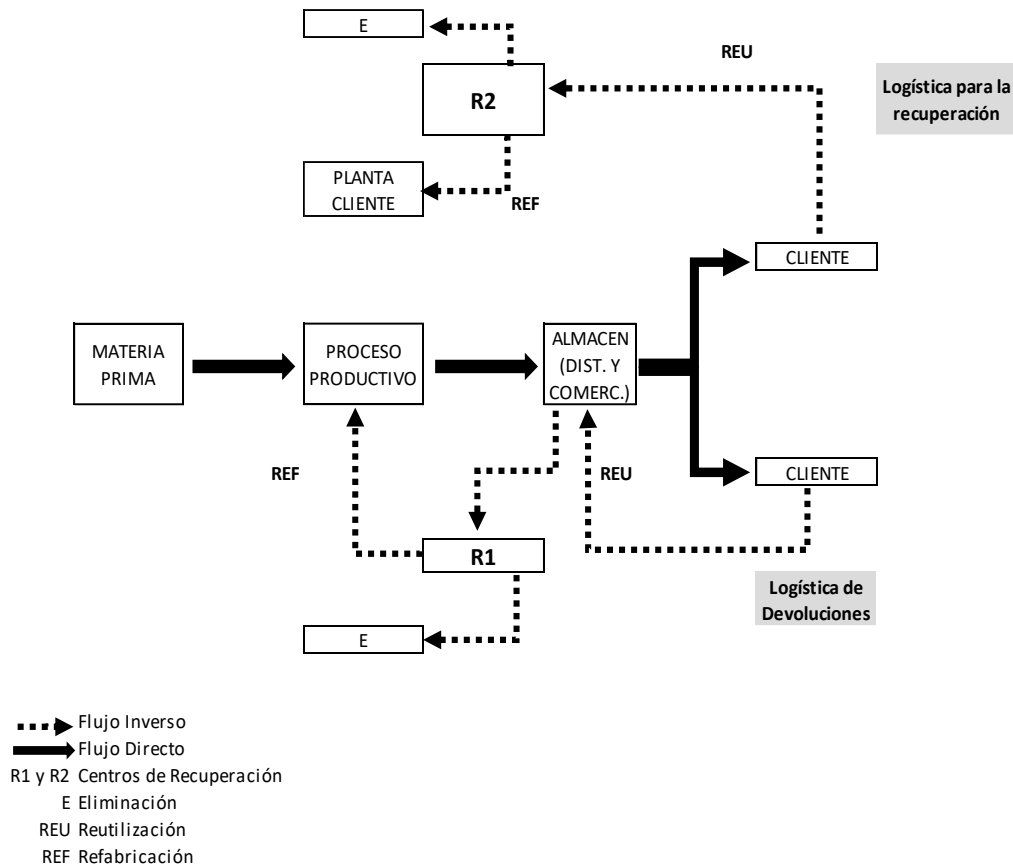 E
REU
R2
Logística para la
recuperación
PLANTA
CLIENTE
REF
CLIENTE
MATERIA
PRIMA
PROCESO
PRODUCTIVO
ALMACEN
(DIST. Y
COMERC.)
REF
REU
CLIENTE
R1
Logística de
Devoluciones
E
Flujo Inverso
Flujo Directo
R1 y R2 Centros de Recuperación
E Eliminación
REU Reutilización
REF Refabricación